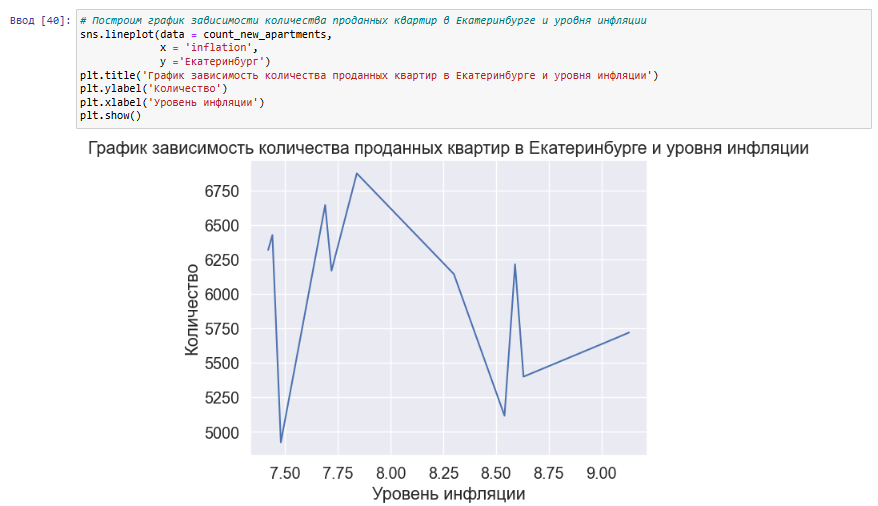 Ввод [40]: # Построим график зависимости количества проданных квартир в Екатеринбурге и уровня инфляции
sns.lineplot(data = count_new_apartments,
x = 'inflation',
y ='Екатеринбург')
plt.title('График зависимость количества проданных квартир в Екатеринбурге и уровня инфляции')
plt.ylabel('Количество')
plt.xlabel('Уровень инфляции')
plt.show()
График зависимость количества проданных квартир в Екатеринбурге и уровня инфляции
6750
6500
6250
6000
5750
5500
5250
5000
Количество
7.50 7.75 8.00 8.25 8.50 8.75 9.00
Уровень инфляции